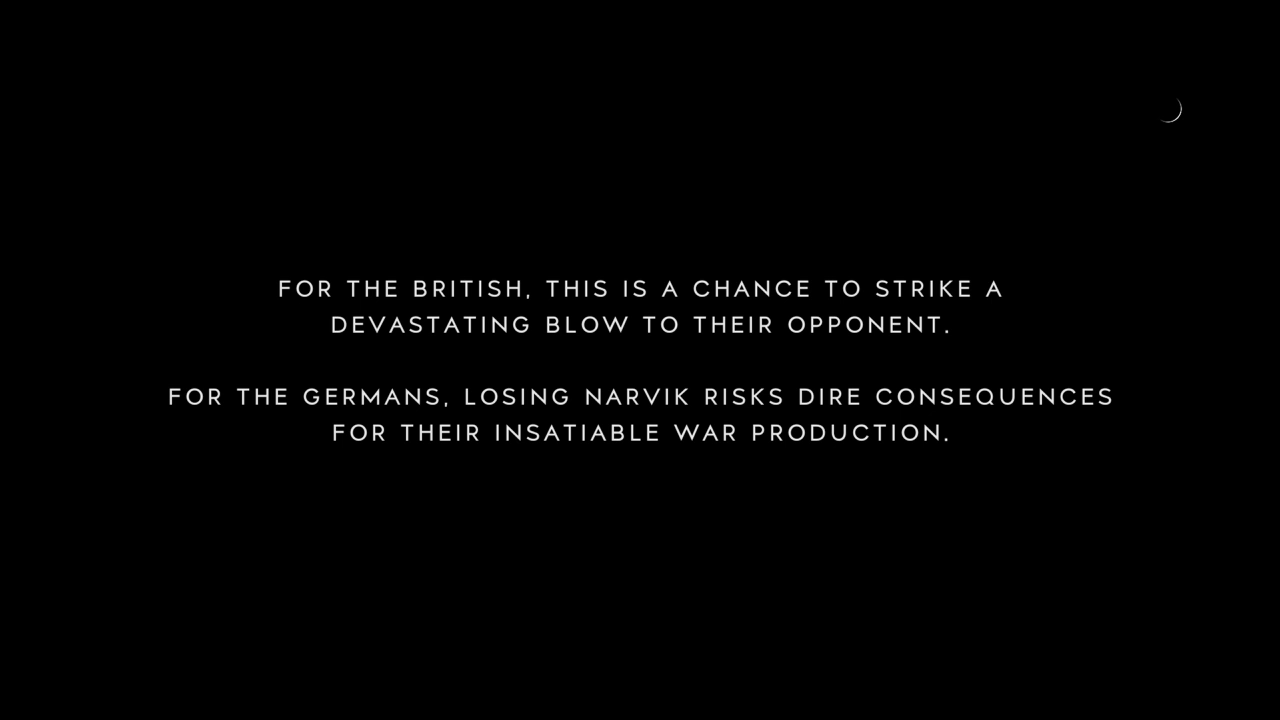 FOR THE BRITISH, THIS IS A CHANCE TO STRIKE A
DEVASTATING BLOW TO THEIR OPPONENT.
FOR THE GERMANS, LOSING NARVIK RISKS DIRE CONSEQUENCES
FOR THEIR INSATIABLE WAR PRODUCTION.